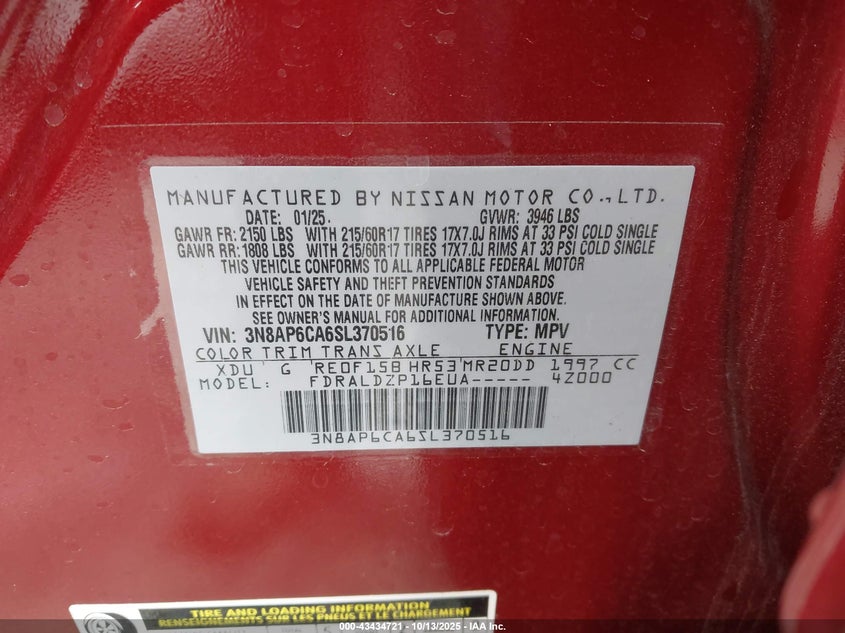 MANUFACTURED BY NISSAN MOTOR CO., LTD.
DATE: 01/25. GVWR: 3946 LBS
GAWR FR: 2150 LBS WITH 215/60R17 TIRES 17X7.0J RIMS AT 33 PSI COLD SINGLE
GAWR RR: 1808 LBS WITH 215/60R17 TIRES 17X7.0J RIMS AT 33 PSI COLD SINGLE
THIS VEHICLE CONFORMS TO ALL APPLICABLE FEDERAL MOTOR
VEHICLE SAFETY AND THEFT PREVENTION STANDARDS
IN EFFECT ON THE DATE OF MANUFACTURE SHOWN ABOVE.
SEE OWNER'S MANUAL FOR ADDITIONAL INFORMATION.
VIN: 3N8AP6CA6SL370516 TYPE: MPV
COLOR TRIM TRANS AXLE ENGINE
XDU G RE0F15B HR53 MR20DD 1997 CC
MODEL: FDRALDZP16EUA----- 4Z000
3N8AP6CA6SL370516
TIRE AND LOADING INFORMATION
RENSEIGNEMENTS SUR LES PNEUS ET LE CHARGEMENT
000-43434721 | 10/13/2025 - IAA, Inc.